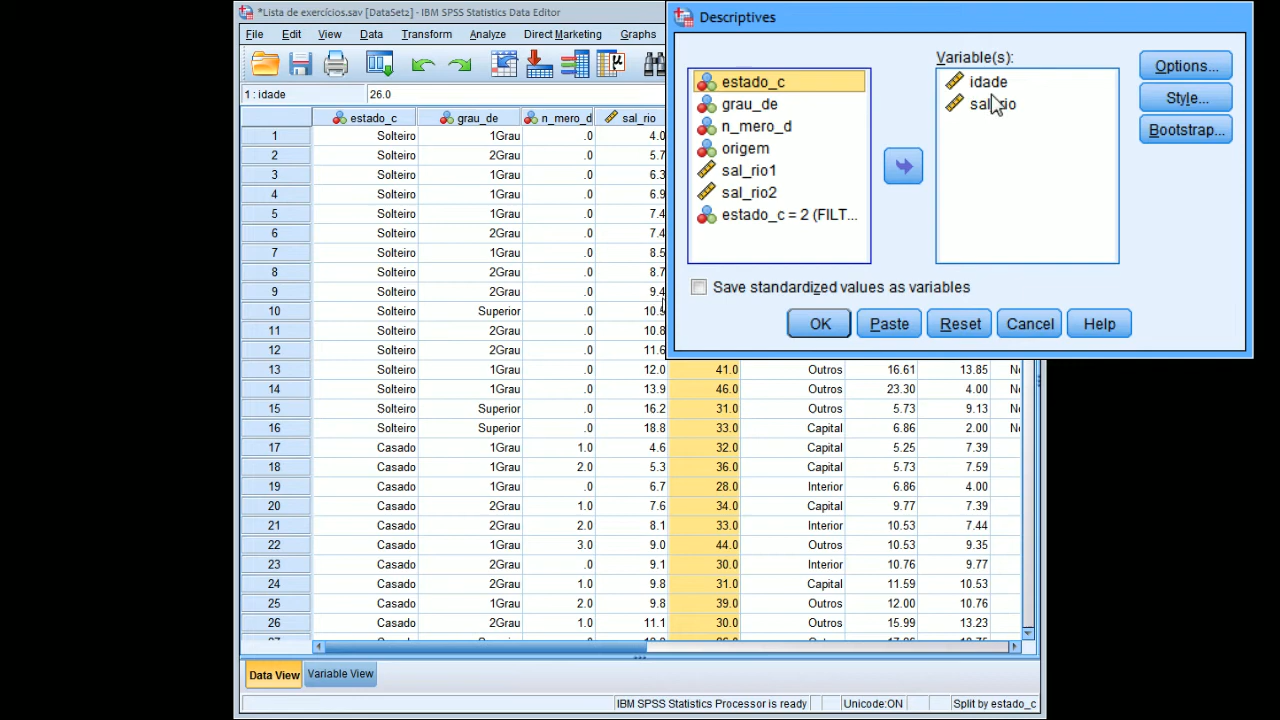 *Lista de exercícios.sav [DataSet2] - IBM SPSS Statistics Data Editor
File Edit View Data Transform Analyze Direct Marketing Graphs
1 : idade 26.0
estado_c grau_de n_mero_d sal_rio
1 Solteiro 1Grau .0 4.0
2 Solteiro 2Grau .0 5.7
3 Solteiro 1Grau .0 6.3
4 Solteiro 2Grau .0 6.9
5 Solteiro 1Grau .0 7.4
6 Solteiro 2Grau .0 7.4
7 Solteiro 1Grau .0 8.5
8 Solteiro 2Grau .0 8.7
9 Solteiro 2Grau .0 9.4
10 Solteiro Superior .0
11 Solteiro 2Grau .0 10.8
12 Solteiro 2Grau .0 11.6
13 Solteiro 1Grau .0 12.0 41.0 Outros 16.61 13.85
14 Solteiro 2Grau .0 13.9 46.0 Outros 23.30 4.00
15 Solteiro Superior .0 16.2 31.0 Outros 5.73 9.13
16 Solteiro Superior .0 18.8 33.0 Capital 6.86 2.00
17 Casado 1Grau 1.0 4.6 32.0 Capital 5.25 7.39
18 Casado 1Grau 2.0 5.3 36.0 Capital 5.73 7.59
19 Casado 1Grau .0 6.7 28.0 Interior 6.86 4.00
20 Casado 2Grau 1.0 7.6 34.0 Capital 9.77 7.39
21 Casado 2Grau 2.0 8.1 33.0 Interior 10.53 7.44
22 Casado 1Grau 3.0 9.0 44.0 Outros 10.53 9.35
23 Casado 2Grau .0 9.1 30.0 Interior 10.76 9.77
24 Casado 2Grau 1.0 9.8 31.0 Capital 11.59 10.53
25 Casado 1Grau 2.0 9.8 39.0 Outros 12.00 10.76
26 Casado 2Grau 1.0 11.1 30.0 Outros 15.99 13.23
Data View Variable View
IBM SPSS Statistics Processor is ready Unicode:ON Split by estado_c
Descriptives
Variable(s):
estado_c
grau_de
n_mero_d
origem
sal_rio1
sal_rio2
estado_c = 2 (FILT...
idade
sal_rio
Options...
Style...
Bootstrap...
Save standardized values as variables
OK Paste Reset Cancel Help